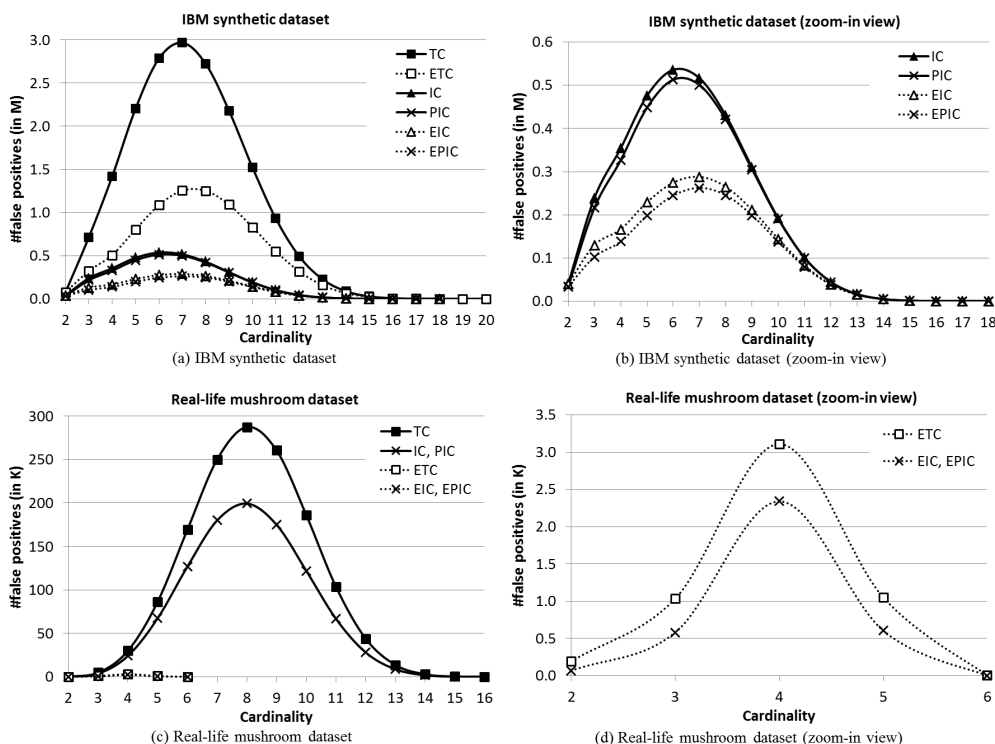 IBM synthetic dataset
#false positives (in M)
3.0
2.5
2.0
1.5
1.0
0.5
0.0
TC
ETC
IC
PIC
EIC
EPIC
2 3 4 5 6 7 8 9 10 11 12 13 14 15 16 17 18 19 20
Cardinality
(a) IBM synthetic dataset
IBM synthetic dataset (zoom-in view)
#false positives (in M)
0.6
0.5
0.4
0.3
0.2
0.1
0.0
IC
PIC
EIC
EPIC
2 3 4 5 6 7 8 9 10 11 12 13 14 15 16 17 18
Cardinality
(b) IBM synthetic dataset (zoom-in view)
Real-life mushroom dataset
#false positives (in K)
300
250
200
150
100
50
0
TC
IC, PIC
ETC
EIC, EPIC
2 3 4 5 6 7 8 9 10 11 12 13 14 15 16
Cardinality
(c) Real-life mushroom dataset
Real-life mushroom dataset (zoom-in view)
#false positives (in K)
3.5
3.0
2.5
2.0
1.5
1.0
0.5
0.0
ETC
EIC, EPIC
2 3 4 5 6
Cardinality
(d) Real-life mushroom dataset (zoom-in view)